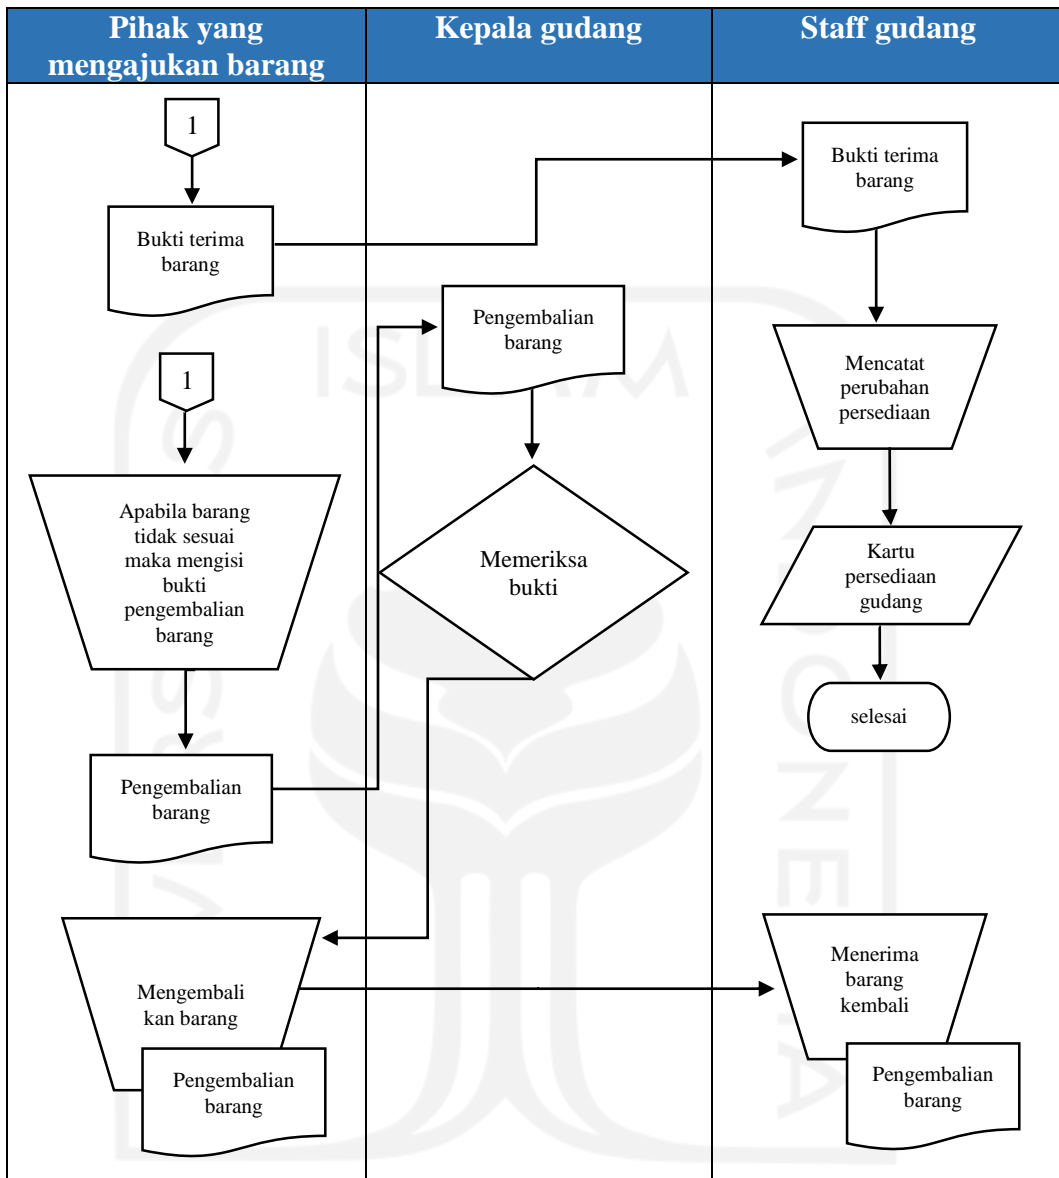 Pihak yang
mengajukan barang
Kepala gudang
Staff gudang
1
Bukti terima
barang
1
Apabila barang
tidak sesuai
maka mengisi
bukti
pengembalian
barang
Pengembalian
barang
Mengembali
kan barang
Pengembalian
barang
Pengembalian
barang
Memeriksa
bukti
Bukti terima
barang
Mencatat
perubahan
persediaan
Kartu
persediaan
gudang
selesai
Menerima
barang
kembali
Pengembalian
barang